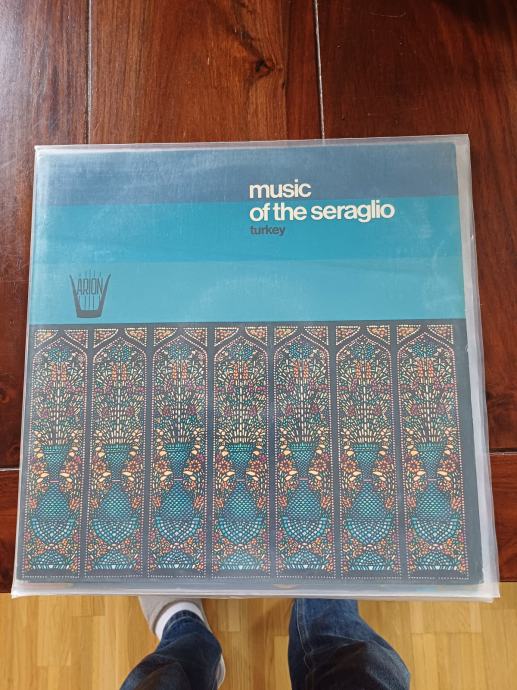 music
of the seraglio
turkey
ARION